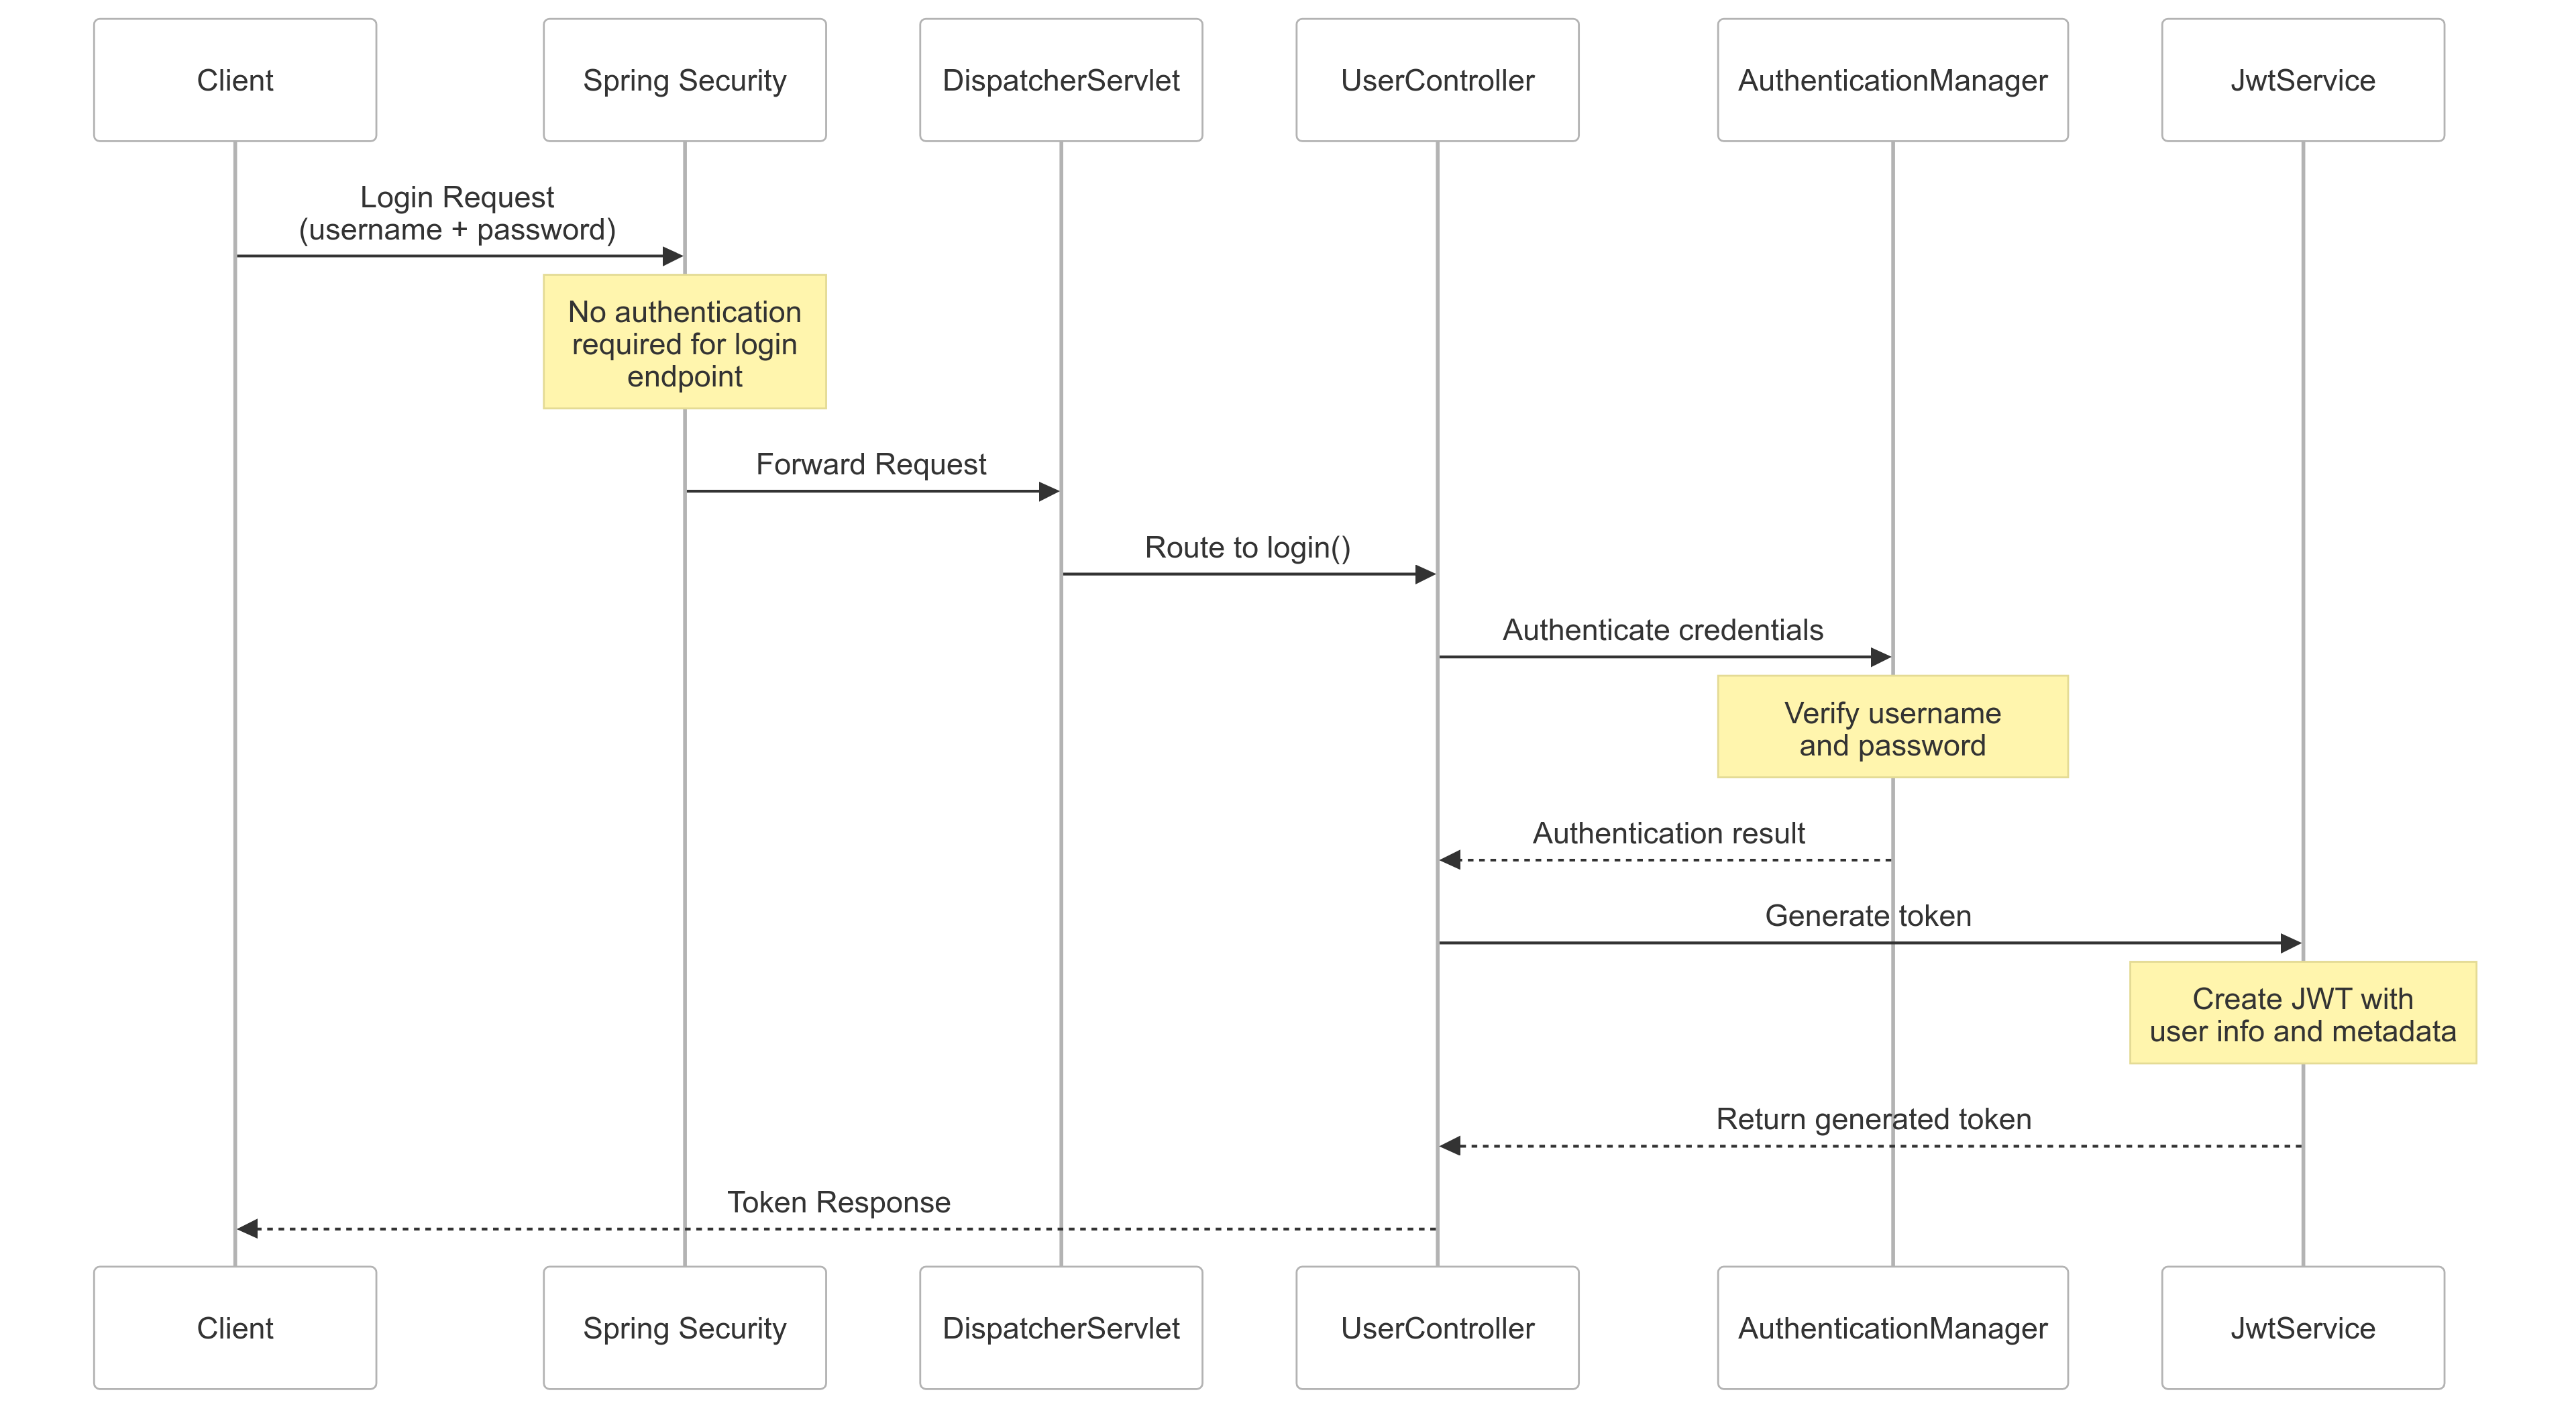 Client
Spring Security
DispatcherServlet
UserController
AuthenticationManager
JwtService
Login Request
(username + password)
No authentication
required for login
endpoint
Forward Request
Route to login()
Authenticate credentials
Verify username
and password
Authentication result
Generate token
Create JWT with
user info and metadata
Return generated token
Token Response
Client
Spring Security
DispatcherServlet
UserController
AuthenticationManager
JwtService